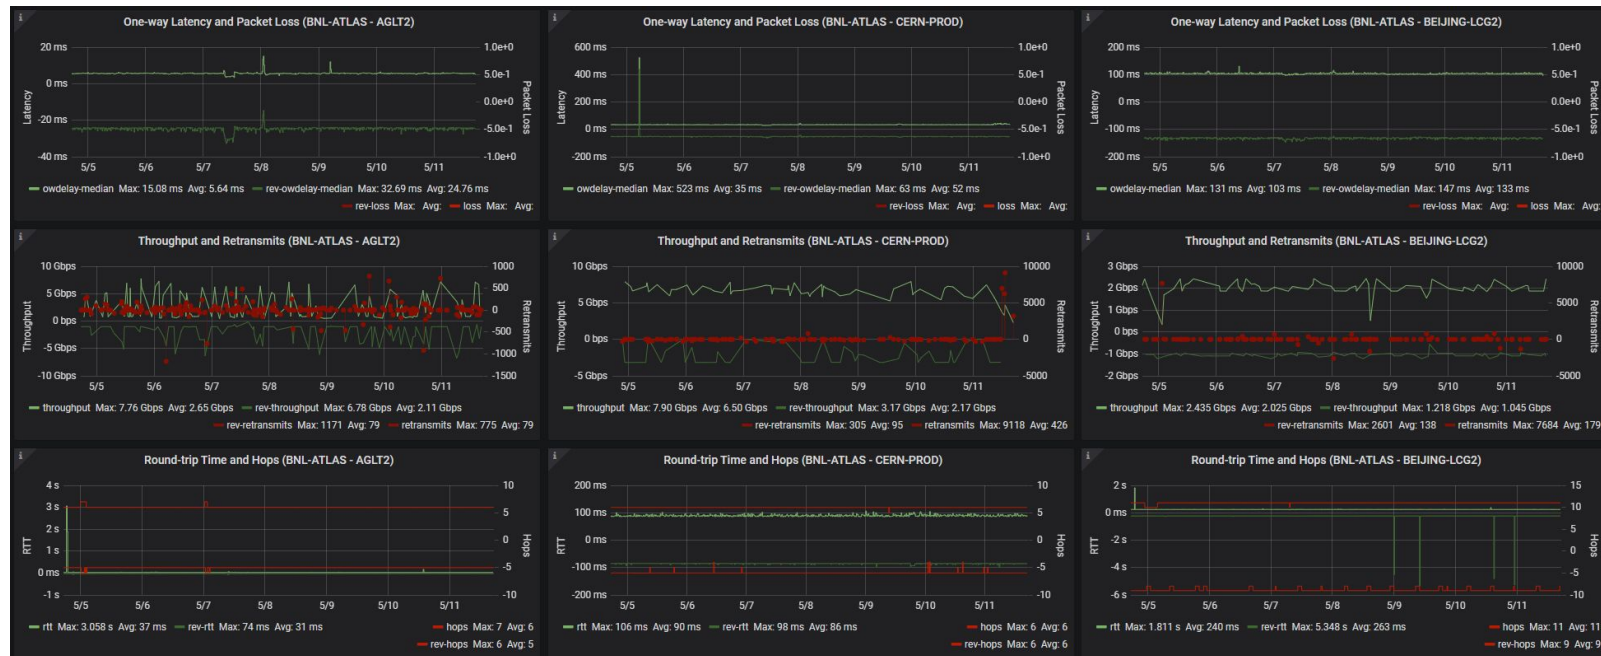 One-way Latency and Packet Loss (BNL-ATLAS - AGLT2)
20 ms
0 ms
-20 ms
-40 ms
Latency
1.0e+0
5.0e-1
0.0e+0
-5.0e-1
-1.0e+0
Packet Loss
5/5 5/6 5/7 5/8 5/9 5/10 5/11
owdelay-median Max: 15.08 ms Avg: 5.64 ms rev-owdelay-median Max: 32.69 ms Avg: 24.76 ms
rev-loss Max: Avg: loss Max: Avg:
One-way Latency and Packet Loss (BNL-ATLAS - CERN-PROD)
600 ms
400 ms
200 ms
0 ms
-200 ms
Latency
1.0e+0
5.0e-1
0.0e+0
-5.0e-1
-1.0e+0
Packet Loss
5/5 5/6 5/7 5/8 5/9 5/10 5/11
owdelay-median Max: 523 ms Avg: 35 ms rev-owdelay-median Max: 63 ms Avg: 52 ms
rev-loss Max: Avg: loss Max: Avg:
One-way Latency and Packet Loss (BNL-ATLAS - BEIJING-LCG2)
200 ms
100 ms
0 ms
-100 ms
-200 ms
Latency
1.0e+0
5.0e-1
0.0e+0
-5.0e-1
-1.0e+0
Packet Loss
5/5 5/6 5/7 5/8 5/9 5/10 5/11
owdelay-median Max: 131 ms Avg: 103 ms rev-owdelay-median Max: 147 ms Avg: 133 ms
rev-loss Max: Avg: loss Max: Avg:
Throughput and Retransmits (BNL-ATLAS - AGLT2)
10 Gbps
5 Gbps
0 bps
-5 Gbps
-10 Gbps
Throughput
1000
500
0
-500
-1000
-1500
Retransmits
5/5 5/6 5/7 5/8 5/9 5/10 5/11
throughput Max: 7.76 Gbps Avg: 2.65 Gbps rev-throughput Max: 6.78 Gbps Avg: 2.11 Gbps
rev-retransmits Max: 1171 Avg: 79 retransmits Max: 775 Avg: 79
Throughput and Retransmits (BNL-ATLAS - CERN-PROD)
10 Gbps
5 Gbps
0 bps
-5 Gbps
Throughput
10000
5000
0
-5000
Retransmits
5/5 5/6 5/7 5/8 5/9 5/10 5/11
throughput Max: 7.90 Gbps Avg: 6.50 Gbps rev-throughput Max: 3.17 Gbps Avg: 2.17 Gbps
rev-retransmits Max: 305 Avg: 95 retransmits Max: 9118 Avg: 426
Throughput and Retransmits (BNL-ATLAS - BEIJING-LCG2)
3 Gbps
2 Gbps
1 Gbps
0 bps
-1 Gbps
-2 Gbps
Throughput
10000
5000
0
-5000
Retransmits
5/5 5/6 5/7 5/8 5/9 5/10 5/11
throughput Max: 2.435 Gbps Avg: 2.025 Gbps rev-throughput Max: 1.218 Gbps Avg: 1.045 Gbps
rev-retransmits Max: 2601 Avg: 138 retransmits Max: 7684 Avg: 179
Round-trip Time and Hops (BNL-ATLAS - AGLT2)
4 s
3 s
2 s
1 s
0 ms
-1 s
RTT
10
5
0
-5
-10
Hops
5/5 5/6 5/7 5/8 5/9 5/10 5/11
rtt Max: 3.058 s Avg: 37 ms rev-rtt Max: 74 ms Avg: 31 ms hops Max: 7 Avg: 6
rev-hops Max: 6 Avg: 5
Round-trip Time and Hops (BNL-ATLAS - CERN-PROD)
200 ms
100 ms
0 ms
-100 ms
-200 ms
RTT
10
5
0
-5
-10
Hops
5/5 5/6 5/7 5/8 5/9 5/10 5/11
rtt Max: 106 ms Avg: 90 ms rev-rtt Max: 98 ms Avg: 86 ms hops Max: 6 Avg: 6
rev-hops Max: 6 Avg: 6
Round-trip Time and Hops (BNL-ATLAS - BEIJING-LCG2)
2 s
0 ms
-2 s
-4 s
-6 s
RTT
15
10
5
0
-5
-10
Hops
5/5 5/6 5/7 5/8 5/9 5/10 5/11
rtt Max: 1.811 s Avg: 240 ms rev-rtt Max: 5.348 s Avg: 263 ms hops Max: 11 Avg: 11
rev-hops Max: 9 Avg: 9